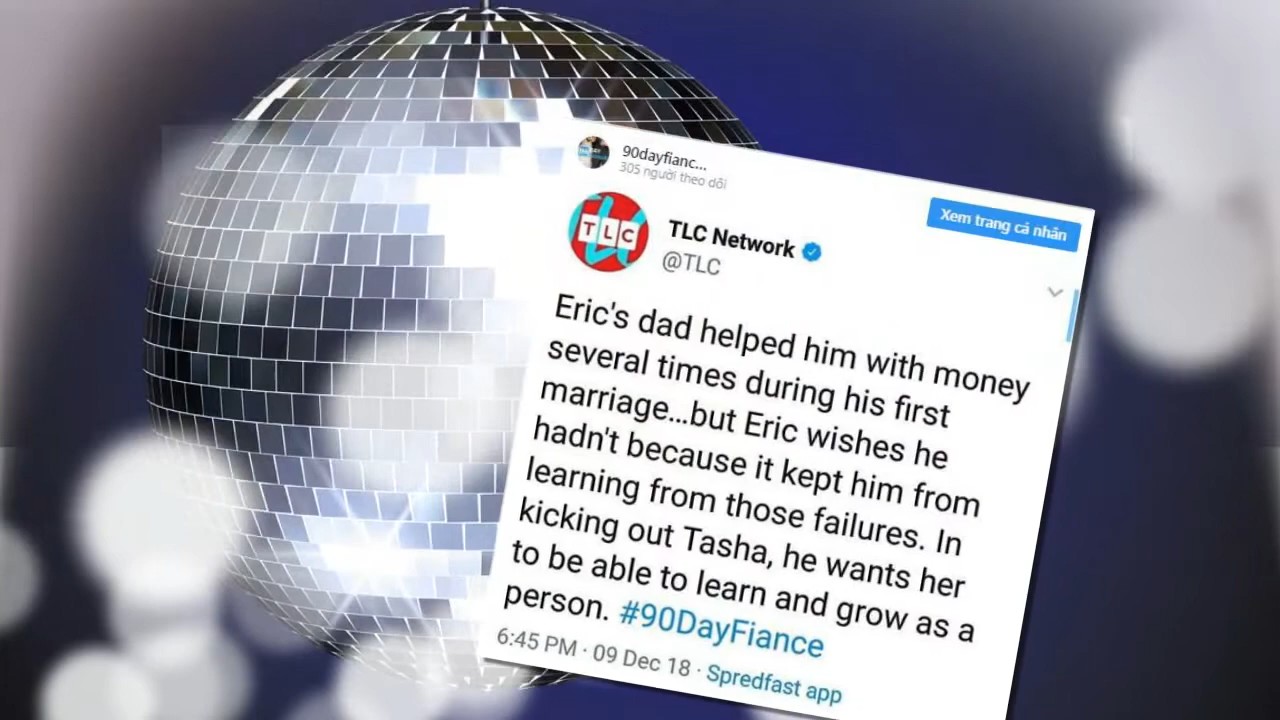 90dayfianc...
305 người theo dõi
Xem trang cá nhân
TLC
TLC Network
@TLC
Eric's dad helped him with money
several times during his first
marriage...but Eric wishes he
hadn't because it kept him from
learning from those failures. In
kicking out Tasha, he wants her
to be able to learn and grow as a
person. #90DayFiance
6:45 PM · 09 Dec 18 · Spredfast app